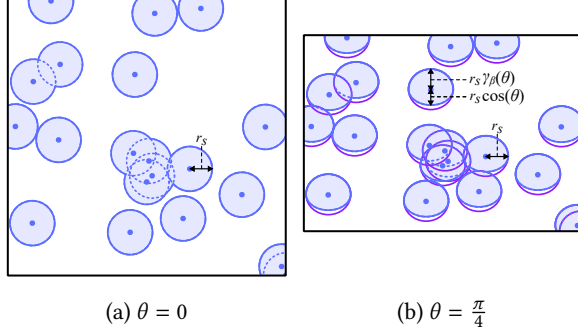 r_S
r_S γ_β(θ)
r_S cos(θ)
r_S
(a) θ = 0
(b) θ = π/4